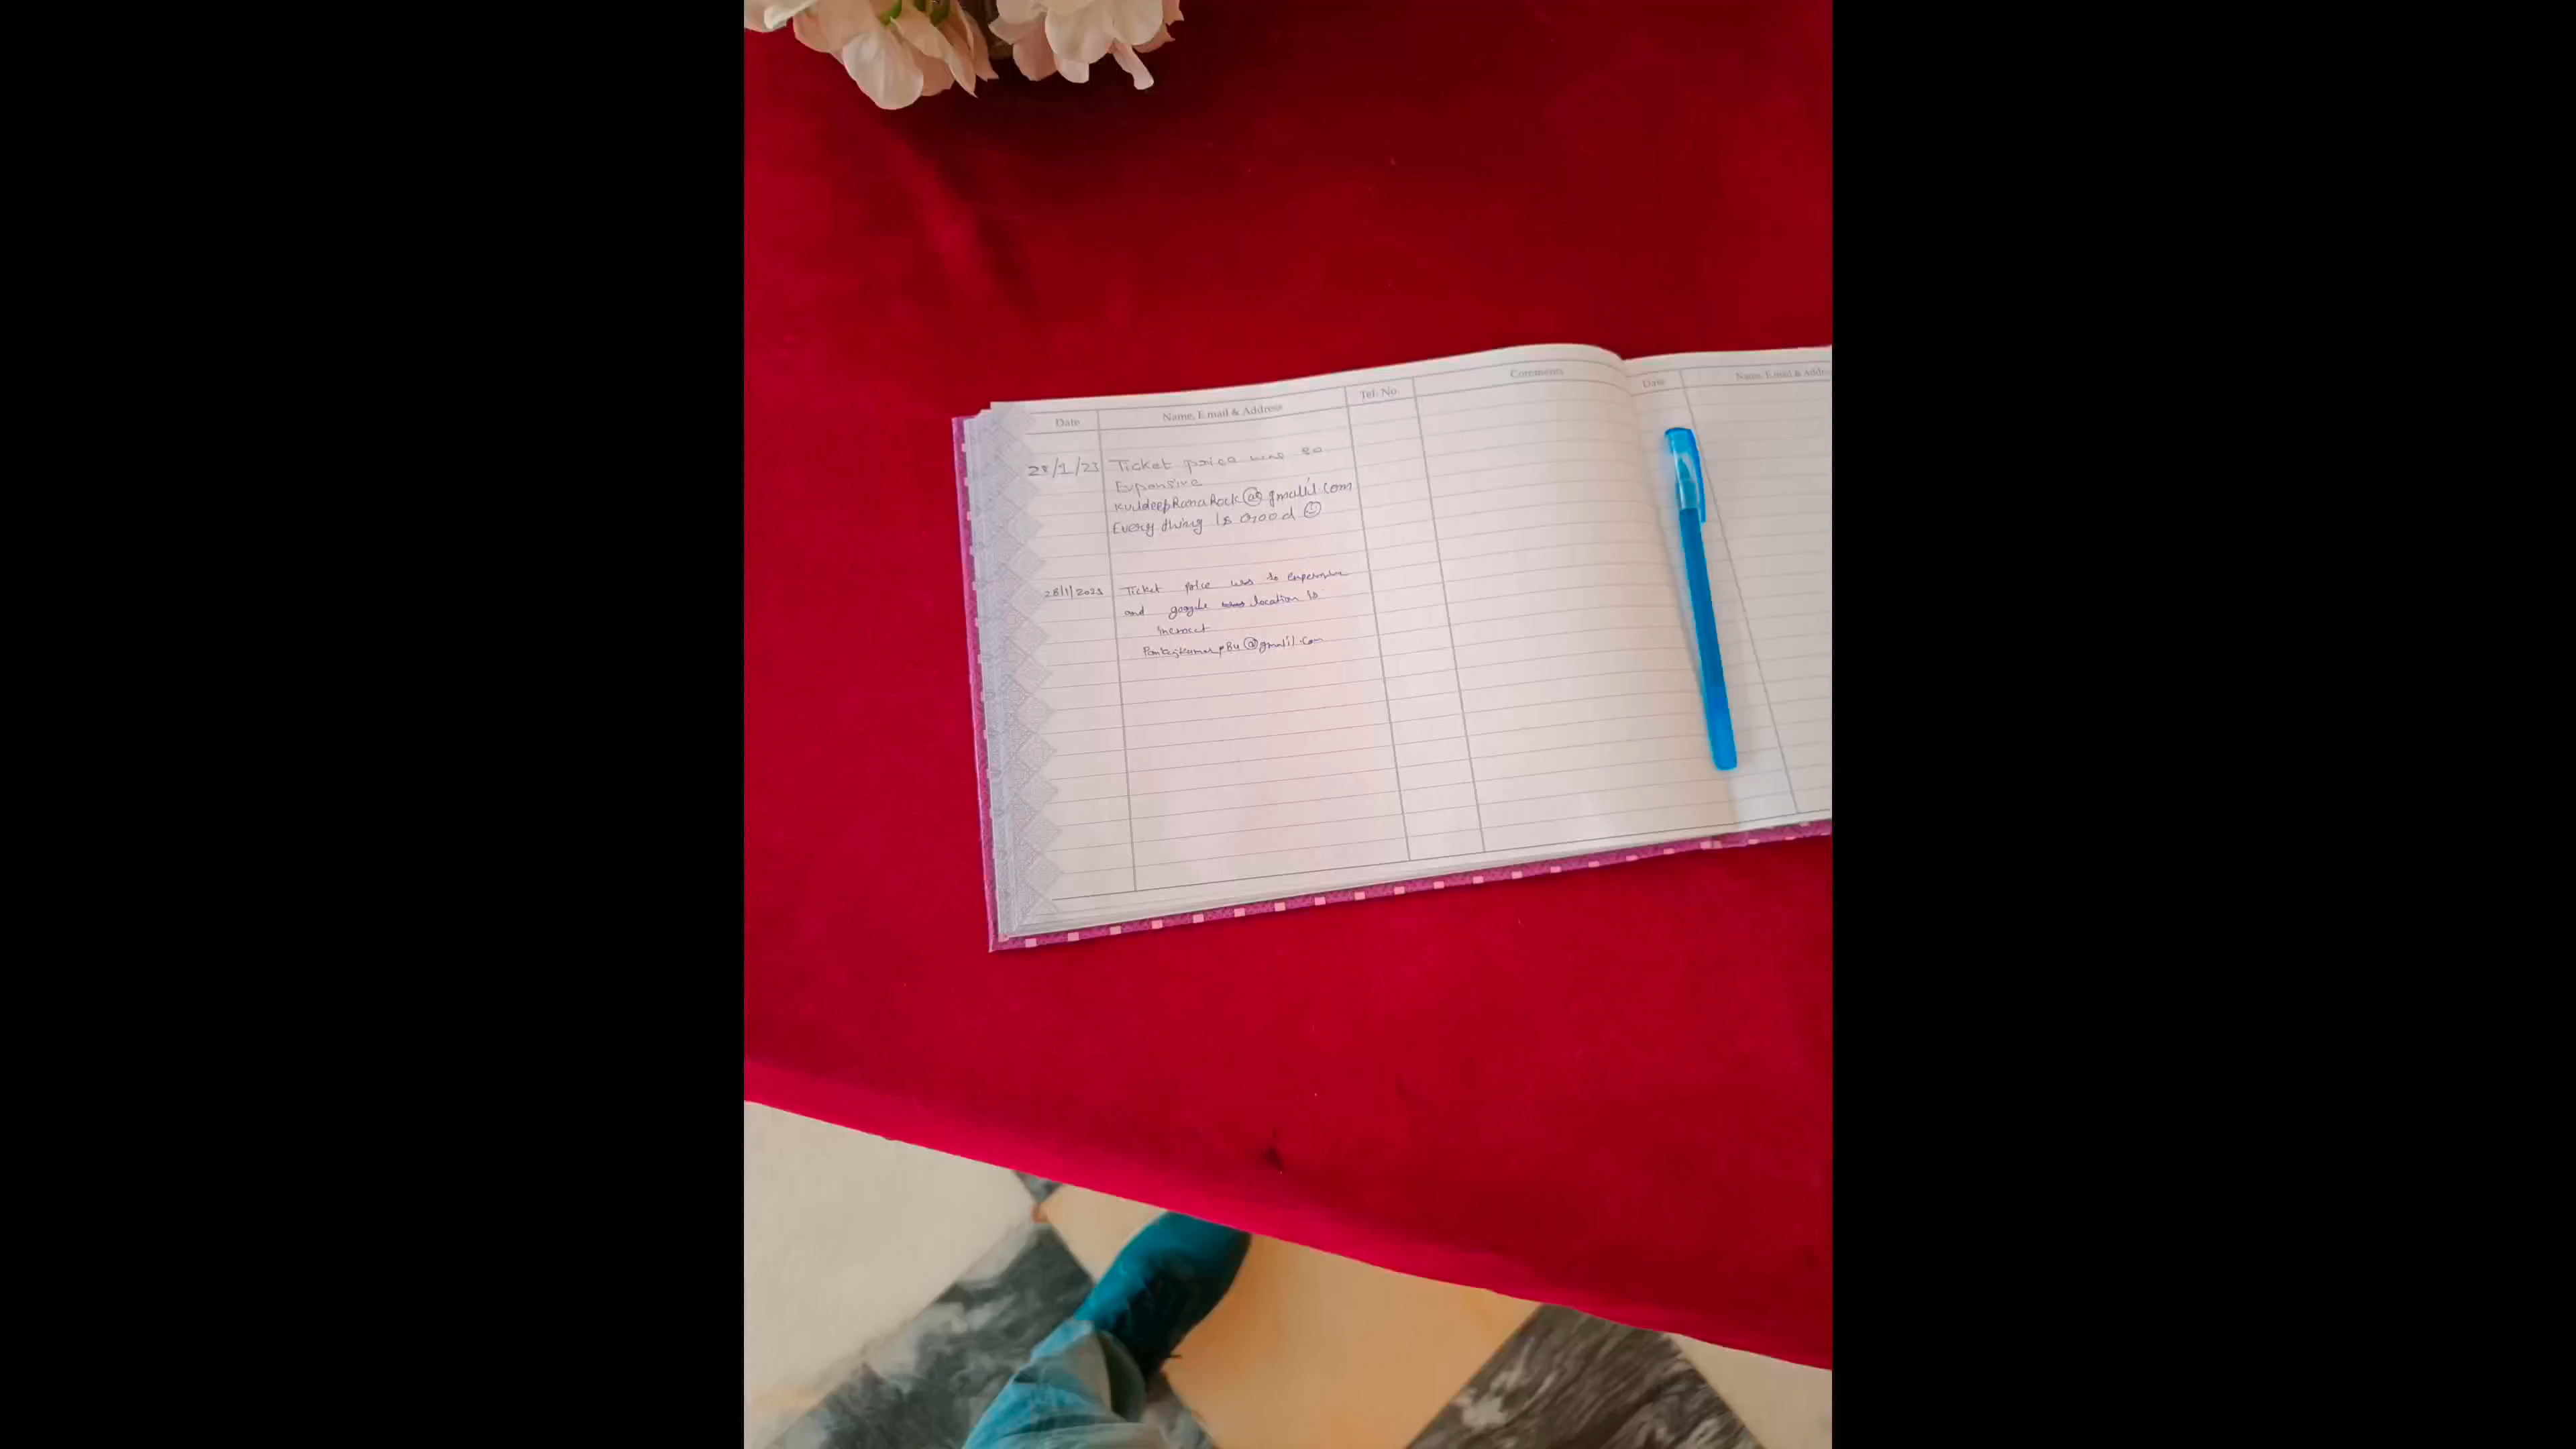 Date Name, Email & Address Tel. No. Comments Date Name, Email &
28/1/23 Ticket price was so
Expensive
KuldeepRanaRock@gmail.com
Every thing is Good ☺
28/1/2023 Ticket price was so expensive
and google location is
incorrect
@gmail.com